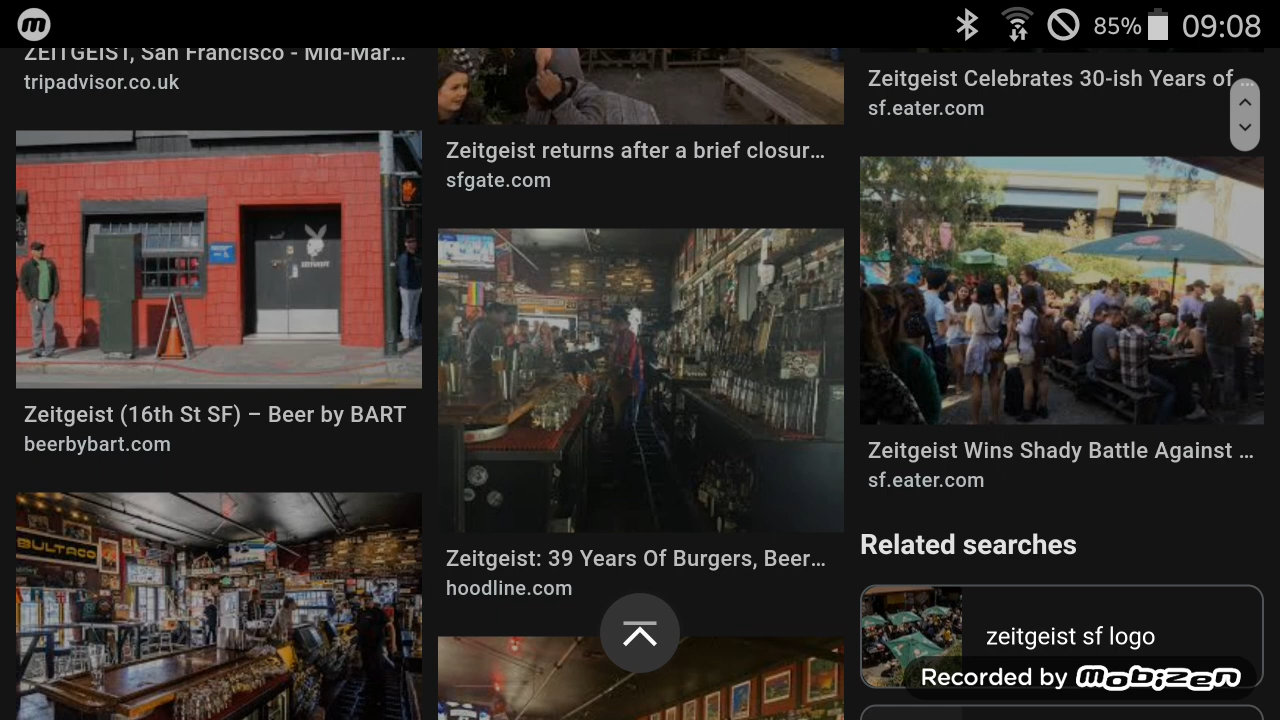 85% 09:08
ZEITGEIST, San Francisco - Mid-Mar...
tripadvisor.co.uk
Zeitgeist (16th St SF) – Beer by BART
beerbybart.com
BULTACO
Zeitgeist returns after a brief closur...
sfgate.com
Zeitgeist: 39 Years Of Burgers, Beer...
hoodline.com
Zeitgeist Celebrates 30-ish Years of ...
sf.eater.com
Zeitgeist Wins Shady Battle Against ...
sf.eater.com
Related searches
zeitgeist sf logo
Recorded by mobizen